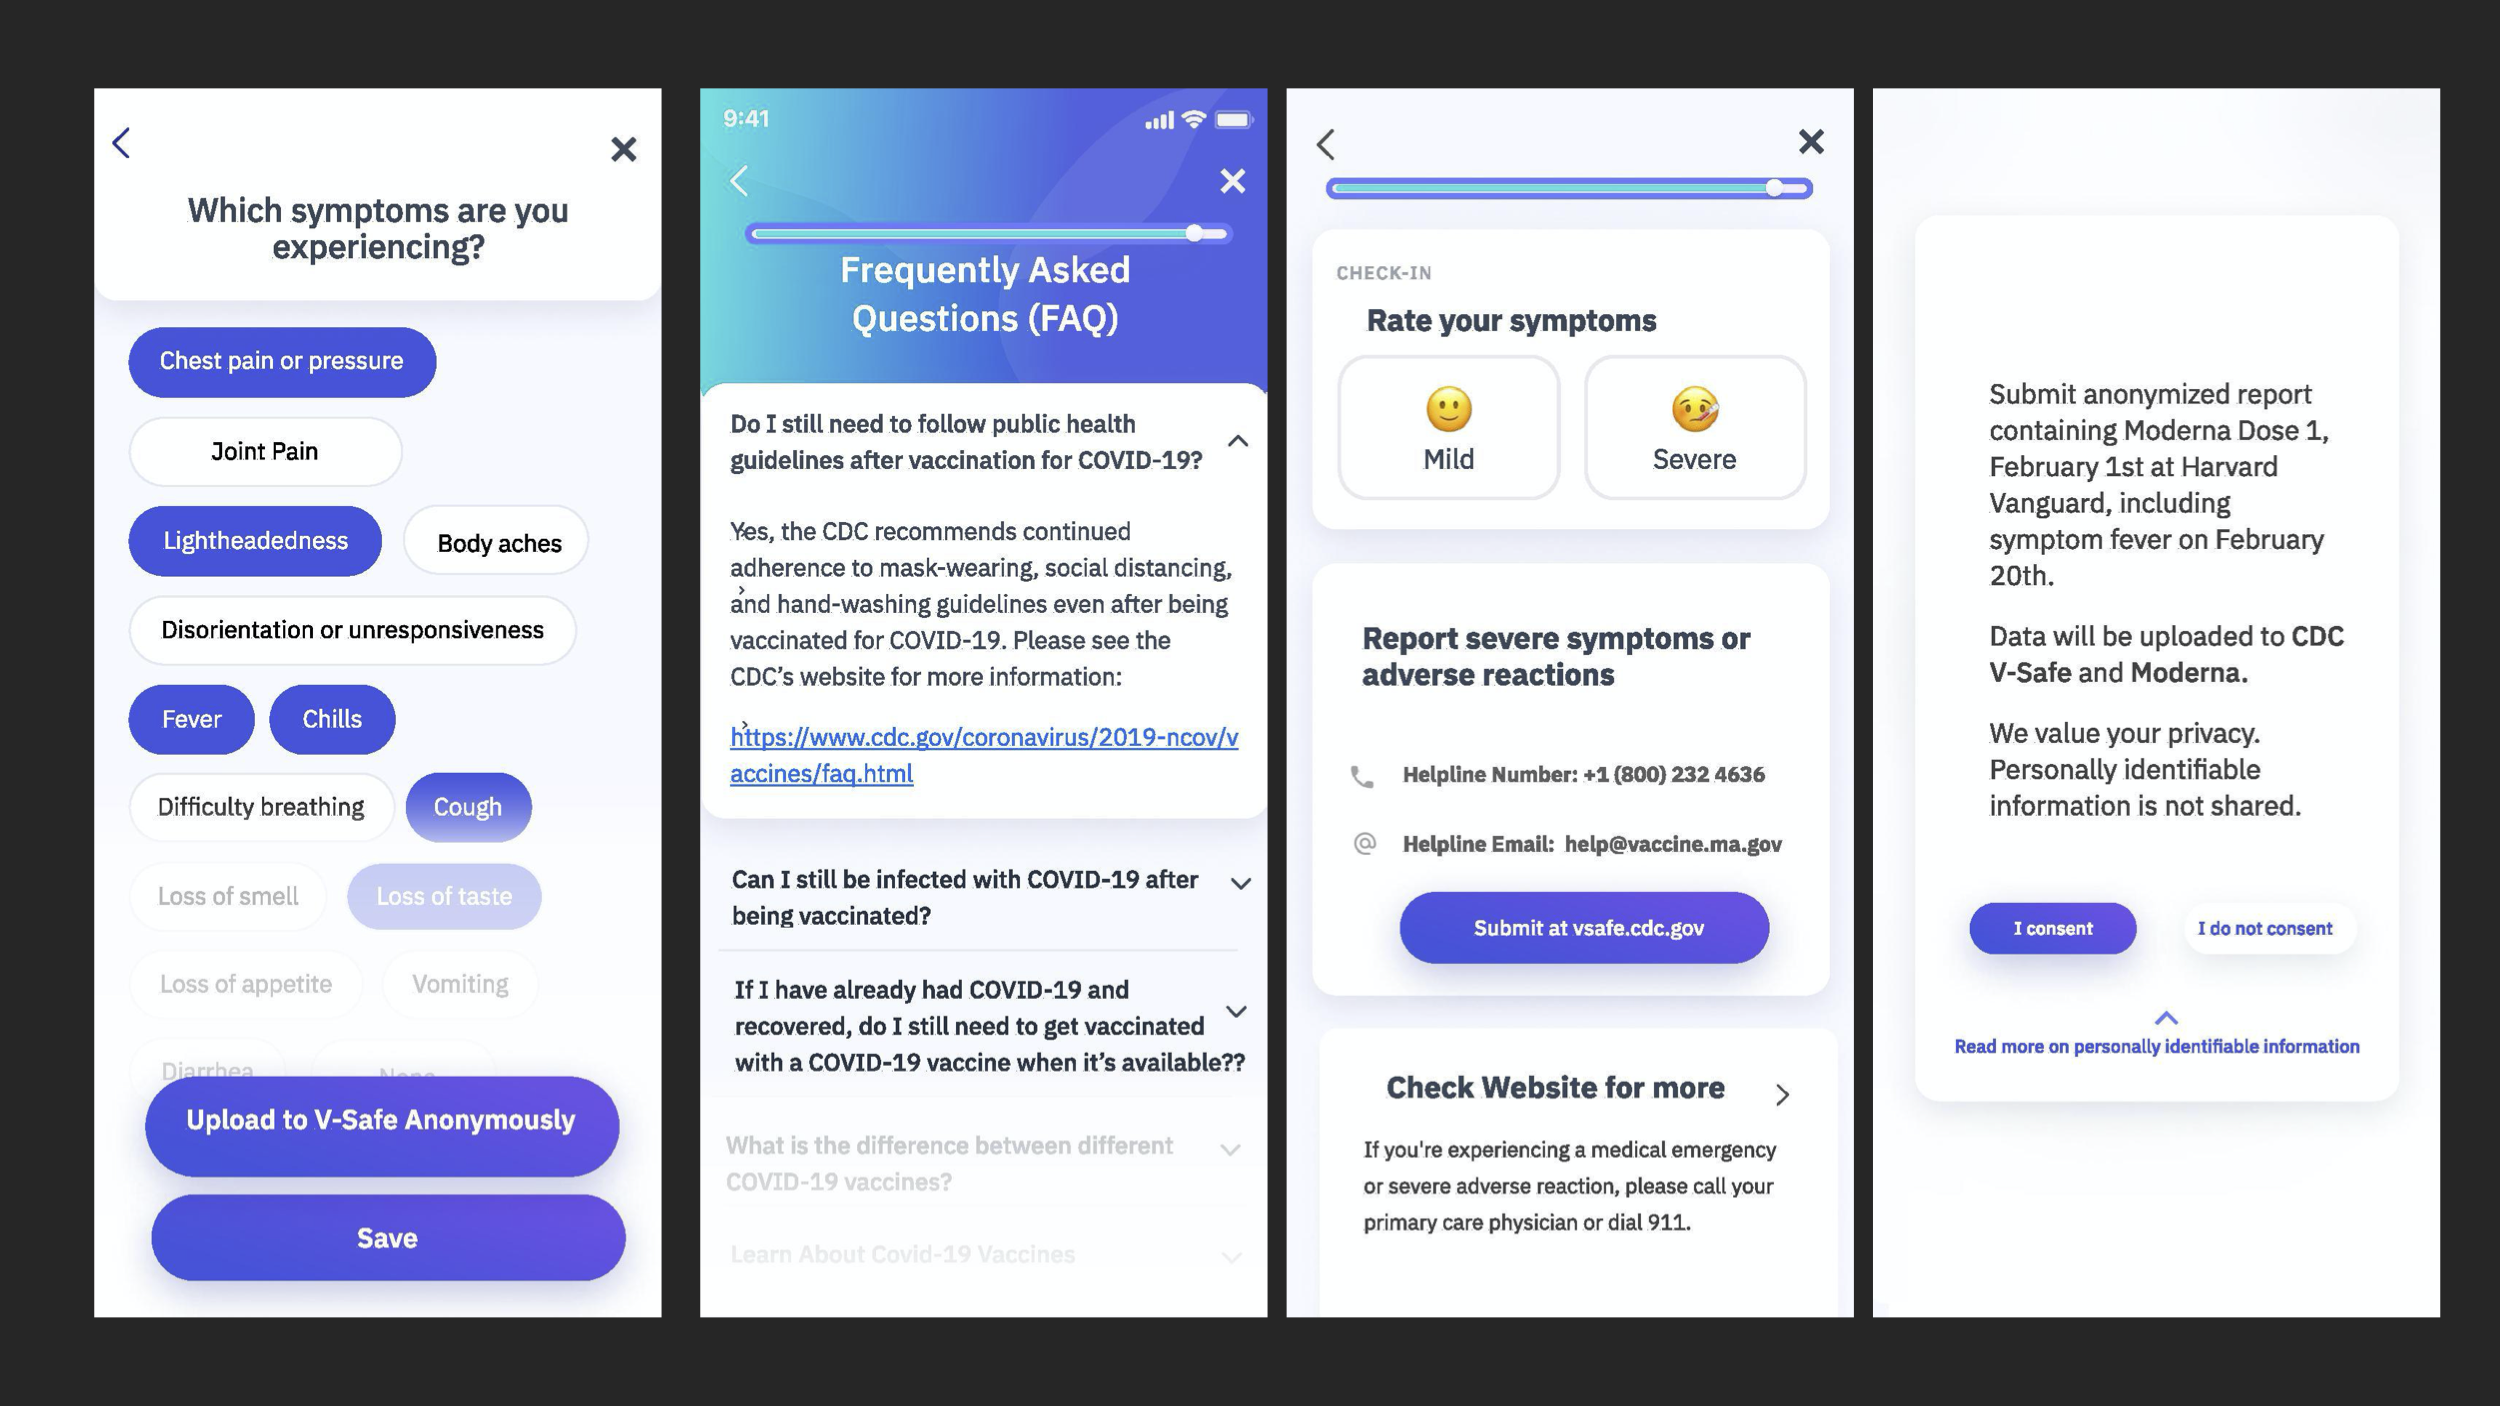 Which symptoms are you
experiencing?
Chest pain or pressure
Joint Pain
Lightheadedness
Body aches
Disorientation or unresponsiveness
Fever
Chills
Difficulty breathing
Cough
Loss of smell
Loss of taste
Loss of appetite
Vomiting
Diarrhea
None
Upload to V-Safe Anonymously
Save
9:41
Frequently Asked
Questions (FAQ)
Do I still need to follow public health
guidelines after vaccination for COVID-19?
Yes, the CDC recommends continued
adherence to mask-wearing, social distancing,
and hand-washing guidelines even after being
vaccinated for COVID-19. Please see the
CDC's website for more information:
https://www.cdc.gov/coronavirus/2019-ncov/v
accines/faq.html
Can I still be infected with COVID-19 after
being vaccinated?
If I have already had COVID-19 and
recovered, do I still need to get vaccinated
with a COVID-19 vaccine when it's available??
What is the difference between different
COVID-19 vaccines?
Learn About Covid-19 Vaccines
CHECK-IN
Rate your symptoms
Mild
Severe
Report severe symptoms or
adverse reactions
Helpline Number: +1 (800) 232 4636
Helpline Email: help@vaccine.ma.gov
Submit at vsafe.cdc.gov
Check Website for more
If you're experiencing a medical emergency
or severe adverse reaction, please call your
primary care physician or dial 911.
Submit anonymized report
containing Moderna Dose 1,
February 1st at Harvard
Vanguard, including
symptom fever on February
20th.
Data will be uploaded to CDC
V-Safe and Moderna.
We value your privacy.
Personally identifiable
information is not shared.
I consent
I do not consent
Read more on personally identifiable information